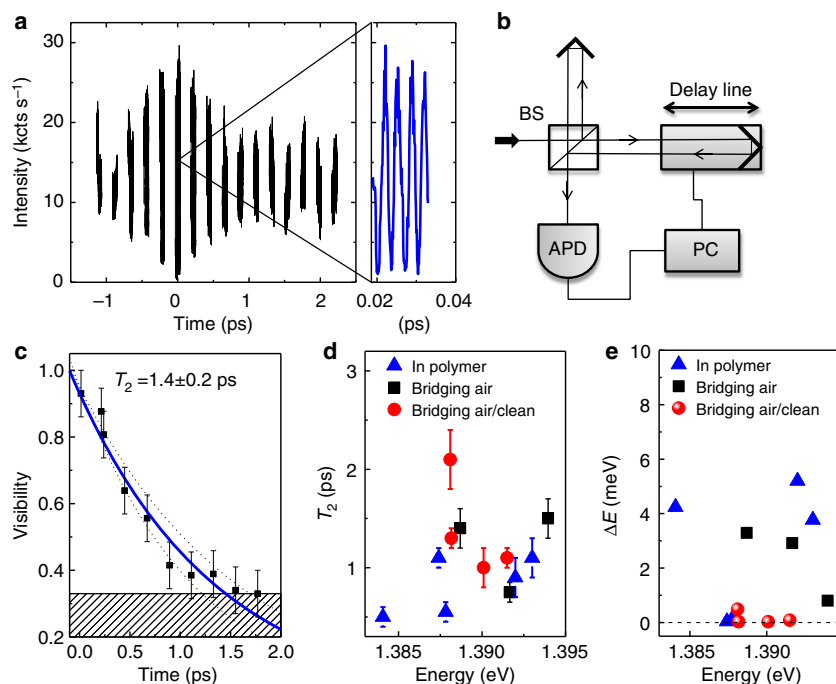 a
30
20
10
0
Intensity (kcts s⁻¹)
−1 0 1 2
Time (ps)
0.02 0.04
(ps)
b
BS
Delay line
APD
PC
c
T₂ =1.4±0.2 ps
1.0
0.8
0.6
0.4
0.2
Visibility
0.0 0.5 1.0 1.5 2.0
Time (ps)
d
In polymer
Bridging air
Bridging air/clean
3
2
1
0
T₂ (ps)
1.385 1.390 1.395
Energy (eV)
e
In polymer
Bridging air
Bridging air/clean
10
8
6
4
2
0
ΔE (meV)
1.385 1.390
Energy (eV)